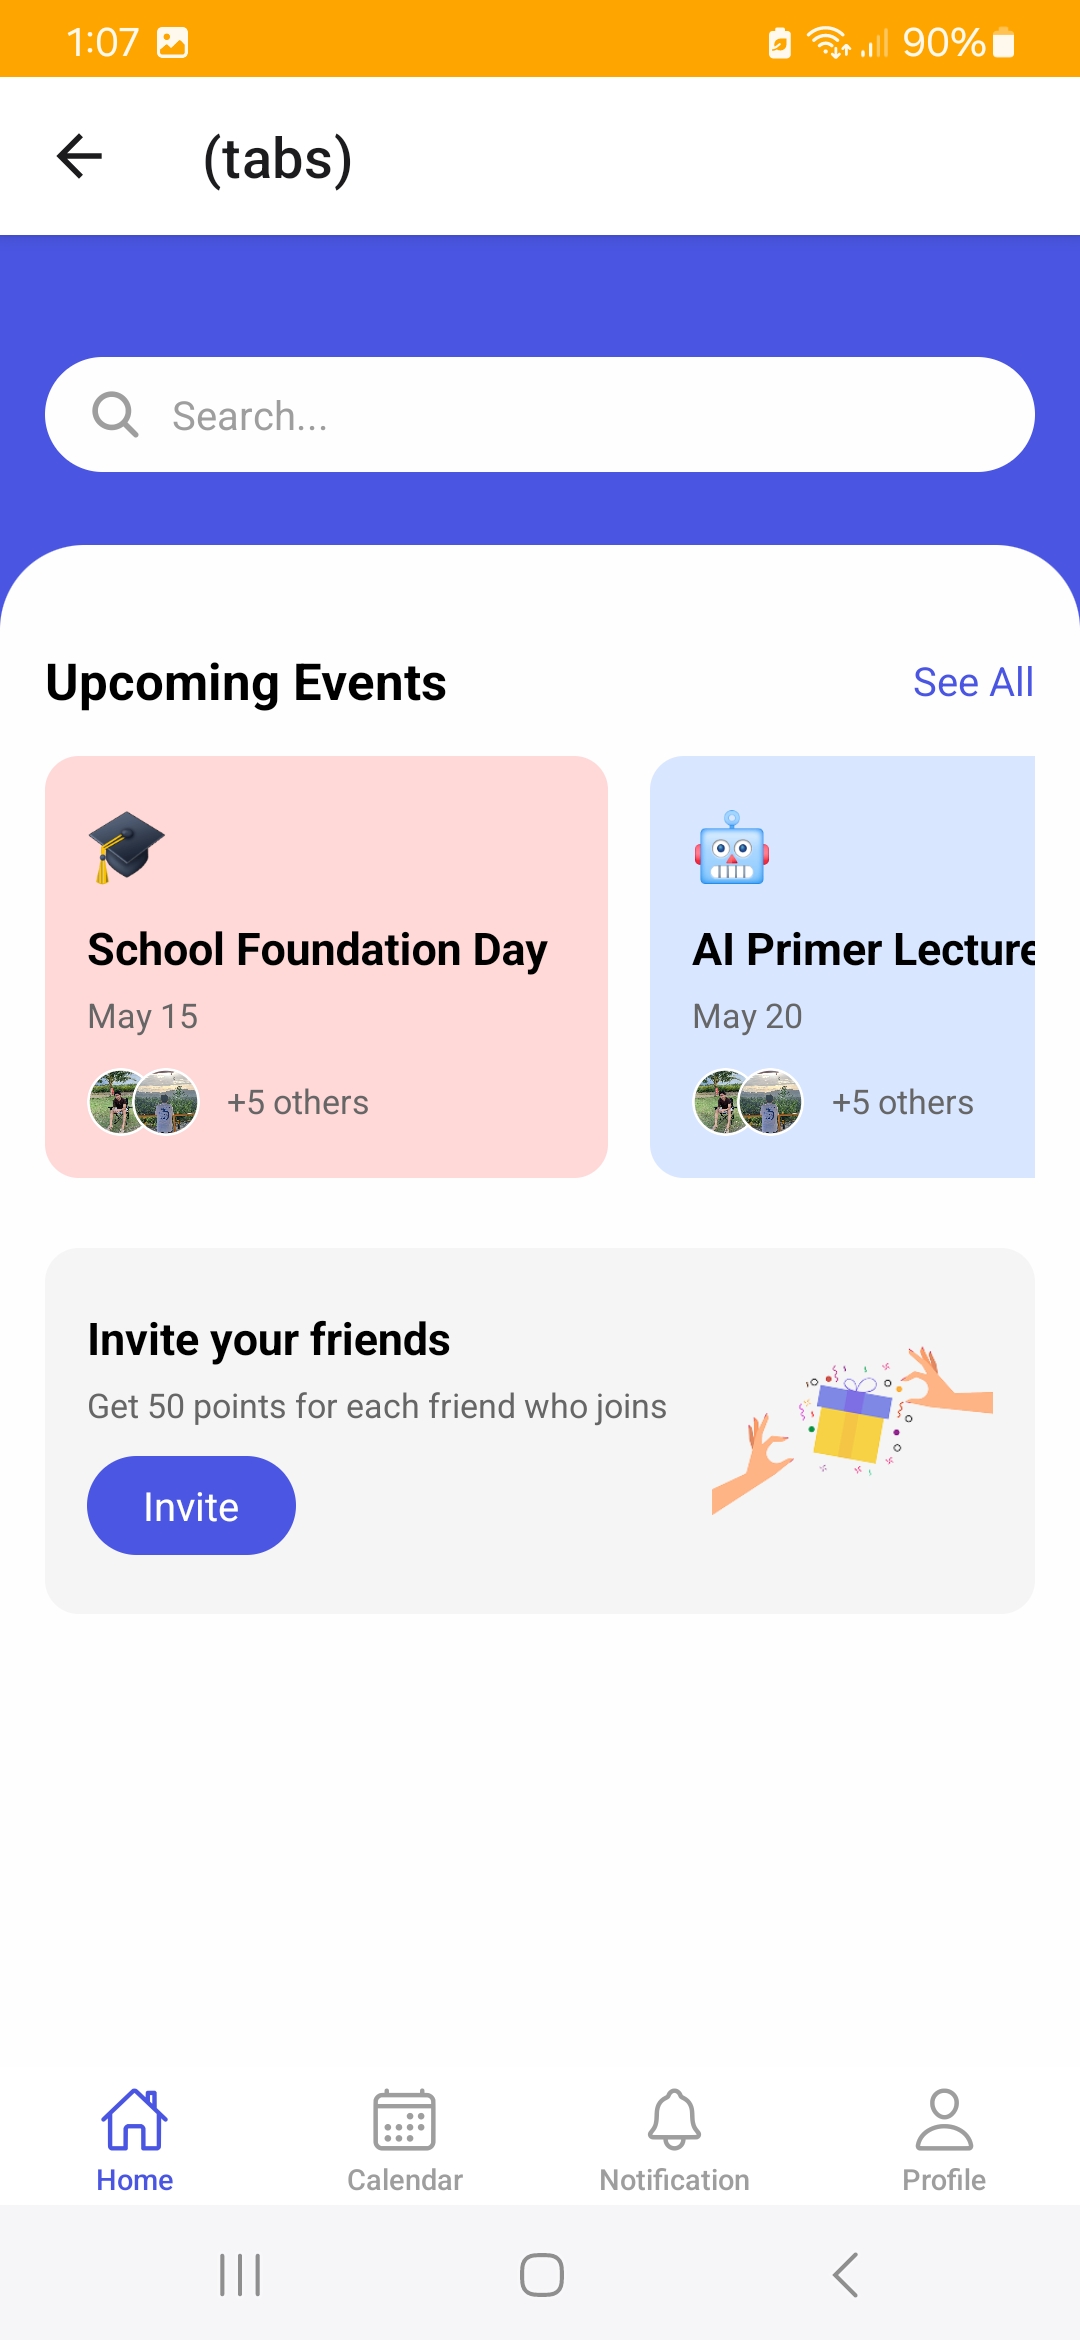 1:07 90%
(tabs)
Search...
Upcoming Events See All
School Foundation Day
May 15
+5 others
AI Primer Lecture
May 20
+5 others
Invite your friends
Get 50 points for each friend who joins
Invite
Home Calendar Notification Profile